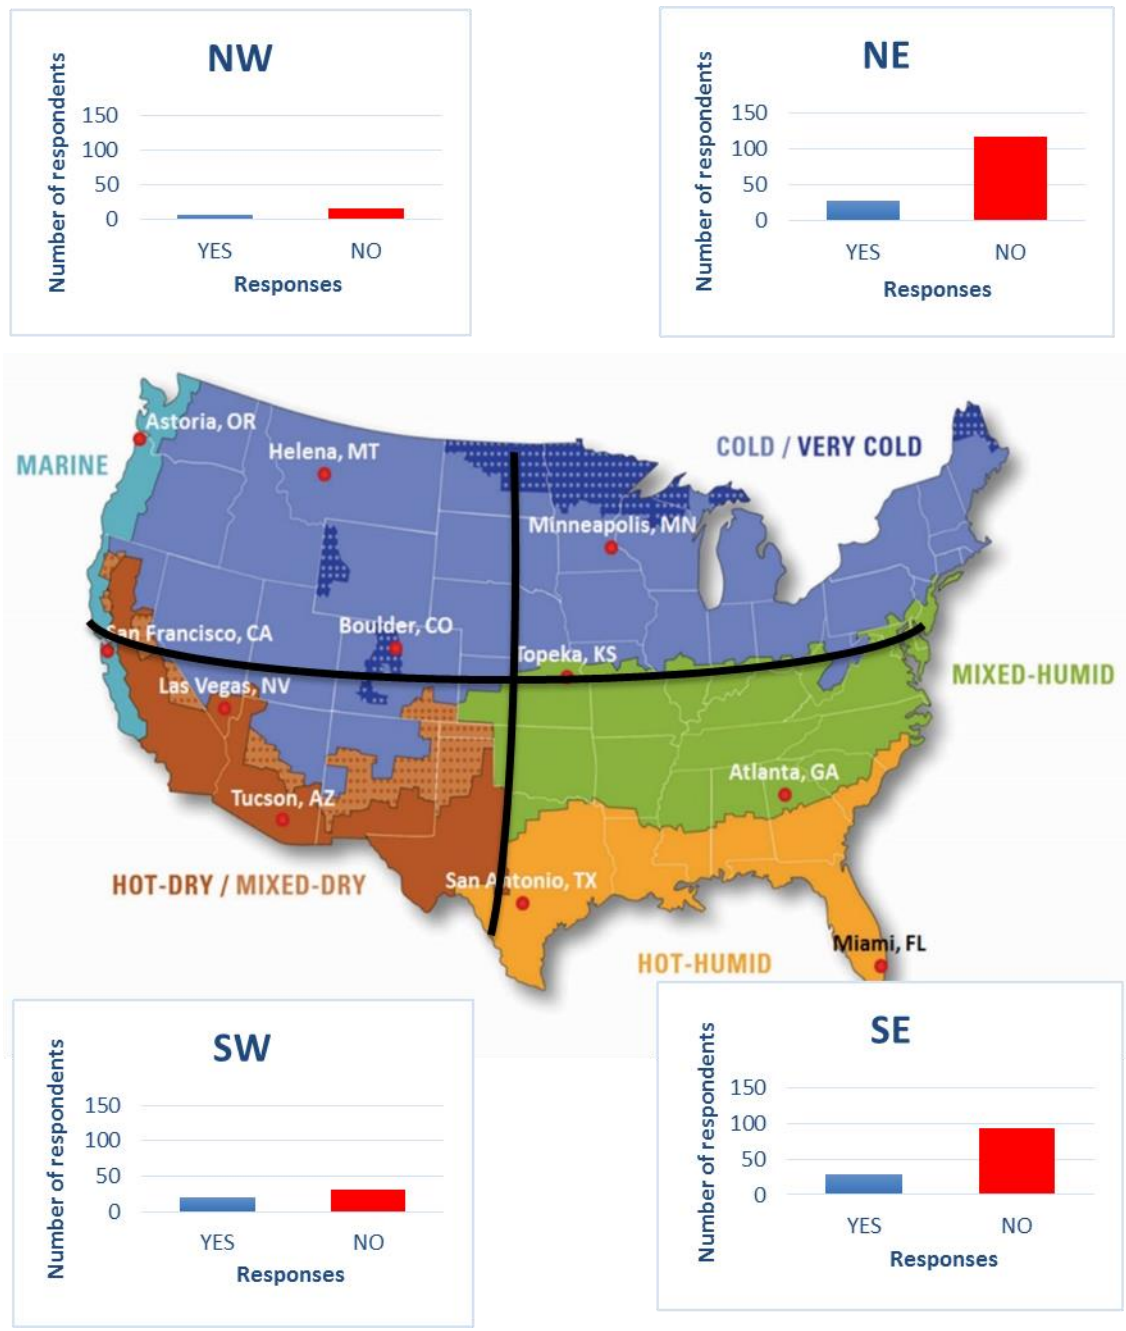 NW
Number of respondents
150
100
50
0
YES NO
Responses
NE
Number of respondents
150
100
50
0
YES NO
Responses
Astoria, OR
MARINE
Helena, MT
COLD / VERY COLD
Minneapolis, MN
San Francisco, CA
Boulder, CO
Topeka, KS
Las Vegas, NV
MIXED-HUMID
Tucson, AZ
Atlanta, GA
HOT-DRY / MIXED-DRY
San Antonio, TX
HOT-HUMID
Miami, FL
SW
Number of respondents
150
100
50
0
YES NO
Responses
SE
Number of respondents
150
100
50
0
YES NO
Responses